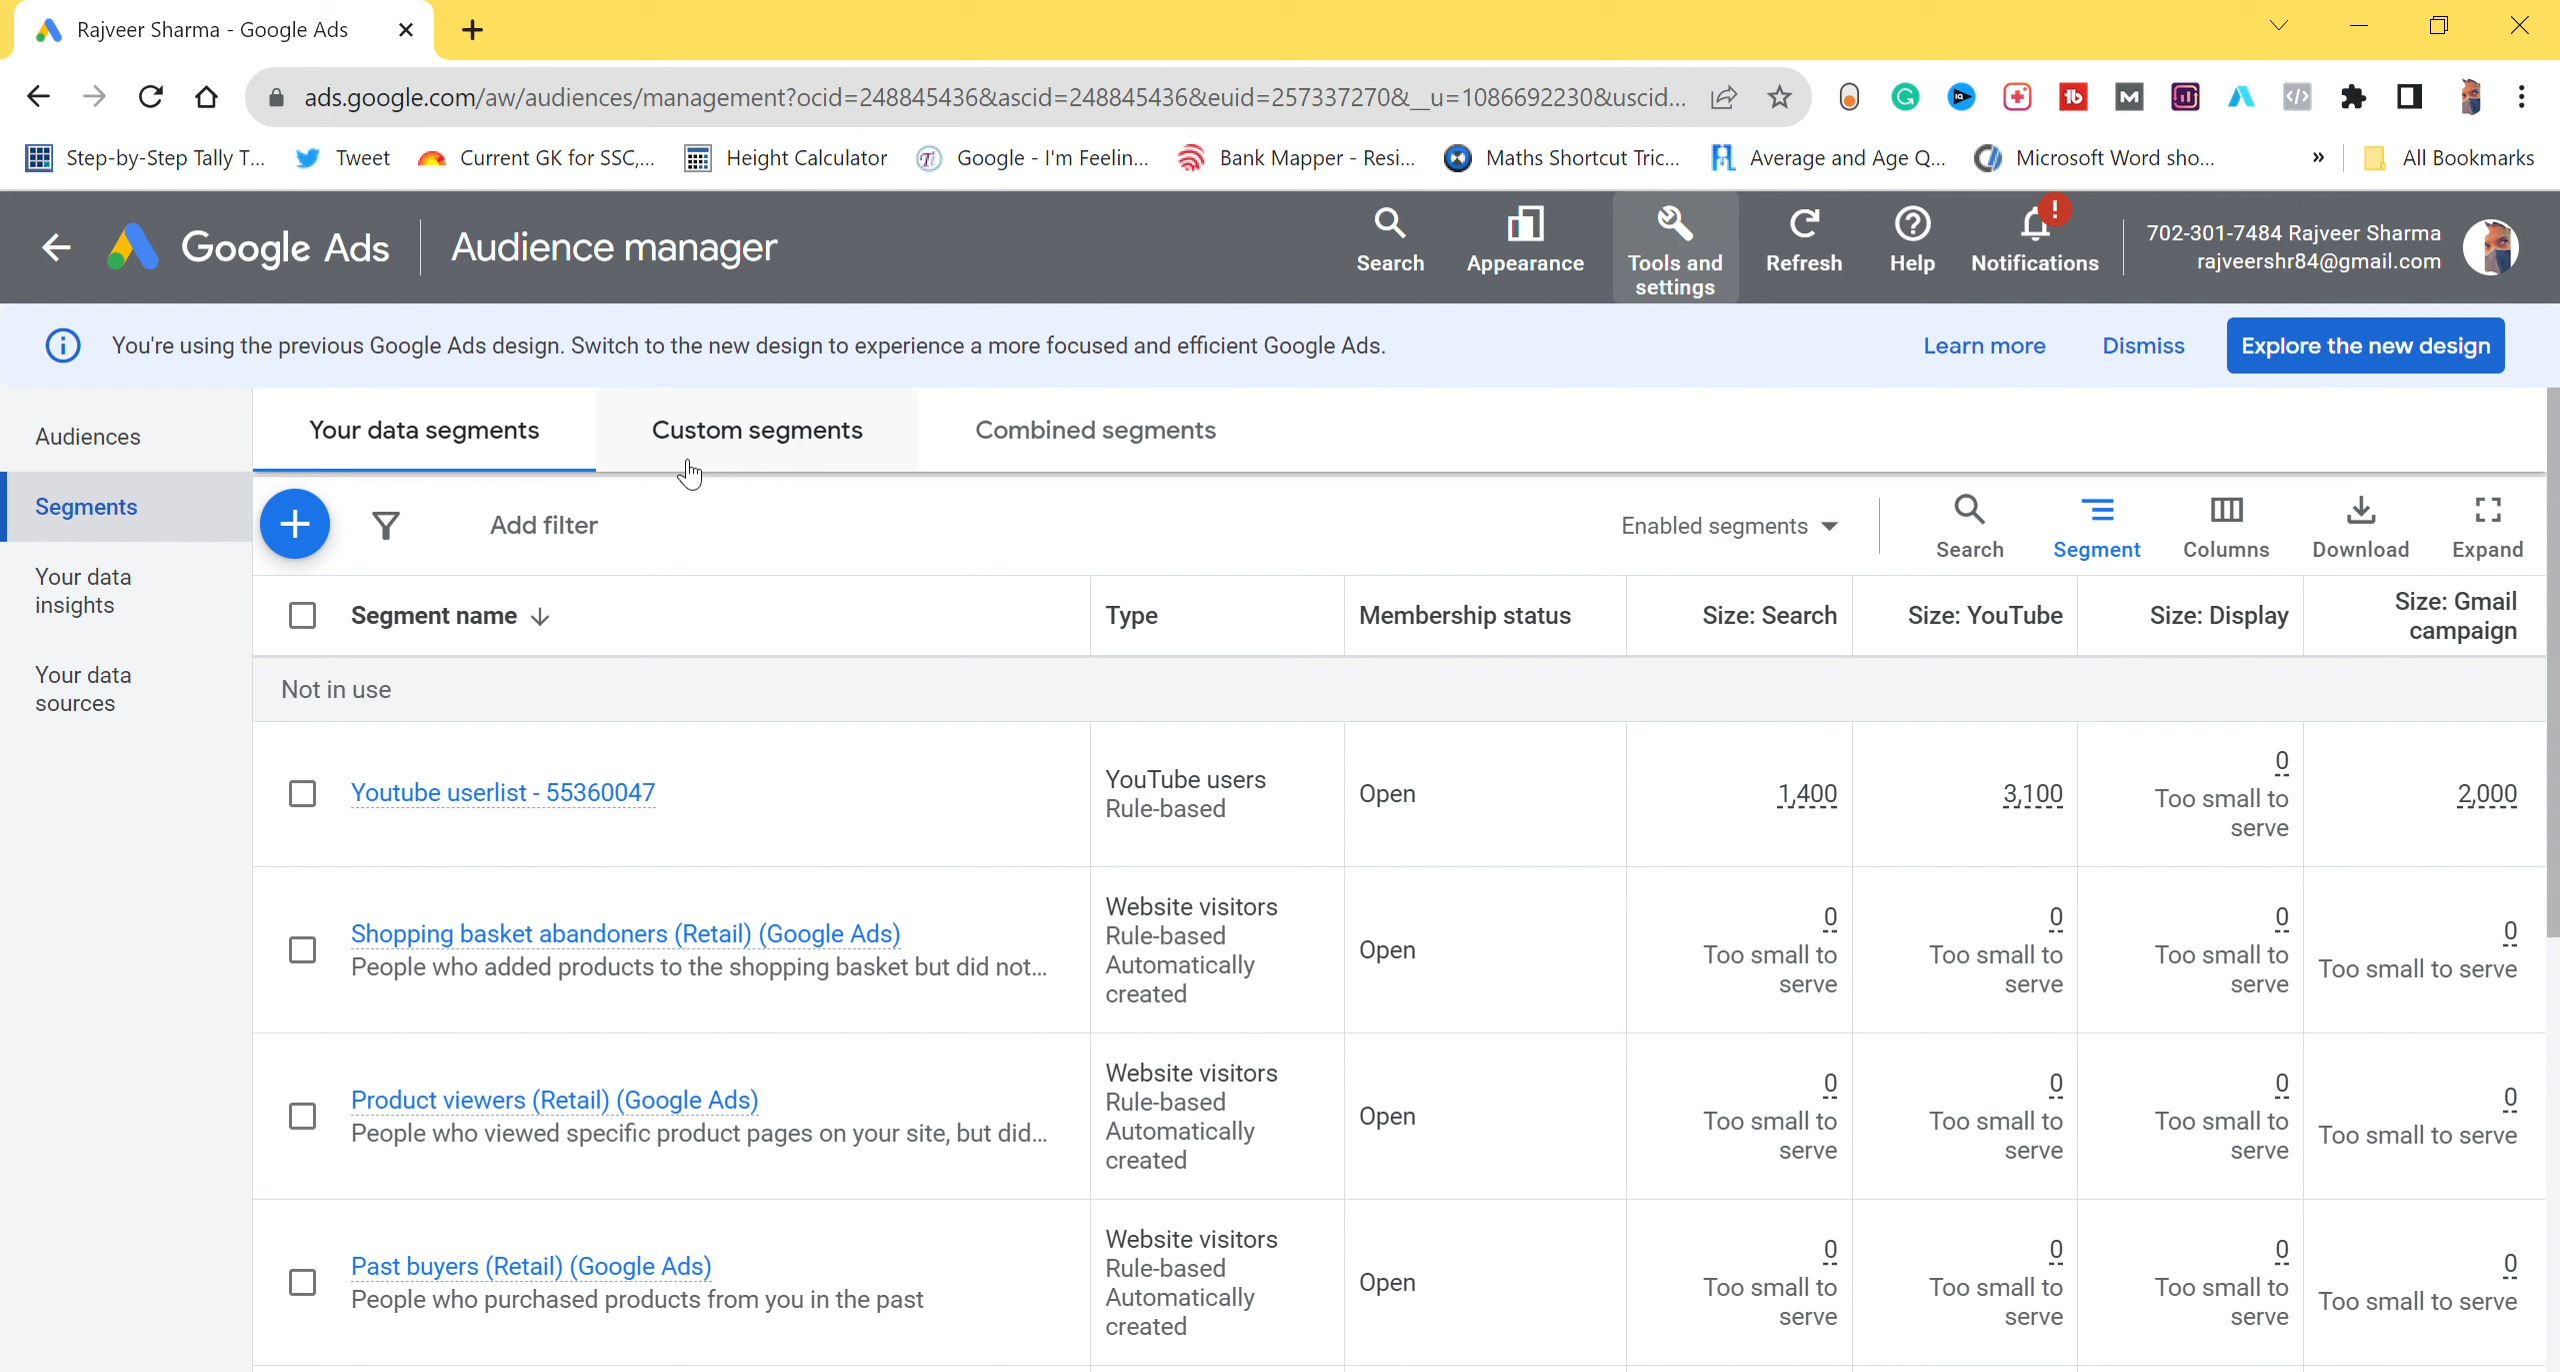 Rajveer Sharma - Google Ads
ads.google.com/aw/audiences/management?ocid=248845436&ascid=248845436&euid=257337270&__u=1086692230&uscid...
Step-by-Step Tally T...
Tweet
Current GK for SSC,...
Height Calculator
Google - I'm Feelin...
Bank Mapper - Resi...
Maths Shortcut Tric...
Average and Age Q...
Microsoft Word sho...
»
All Bookmarks
Google Ads
Audience manager
Search
Appearance
Tools and
settings
Refresh
Help
Notifications
702-301-7484 Rajveer Sharma
rajveershr84@gmail.com
You're using the previous Google Ads design. Switch to the new design to experience a more focused and efficient Google Ads.
Learn more
Dismiss
Explore the new design
Audiences
Segments
Your data
insights
Your data
sources
Your data segments
Custom segments
Combined segments
Add filter
Enabled segments
Search
Segment
Columns
Download
Expand
Segment name
Type
Membership status
Size: Search
Size: YouTube
Size: Display
Size: Gmail
campaign
Not in use
Youtube userlist - 55360047
YouTube users
Rule-based
Open
1,400
3,100
0
Too small to
serve
2,000
Shopping basket abandoners (Retail) (Google Ads)
People who added products to the shopping basket but did not...
Website visitors
Rule-based
Automatically
created
Open
0
Too small to
serve
0
Too small to
serve
0
Too small to
serve
0
Too small to serve
Product viewers (Retail) (Google Ads)
People who viewed specific product pages on your site, but did...
Website visitors
Rule-based
Automatically
created
Open
0
Too small to
serve
0
Too small to
serve
0
Too small to
serve
0
Too small to serve
Past buyers (Retail) (Google Ads)
People who purchased products from you in the past
Website visitors
Rule-based
Automatically
created
Open
0
Too small to
serve
0
Too small to
serve
0
Too small to
serve
0
Too small to serve